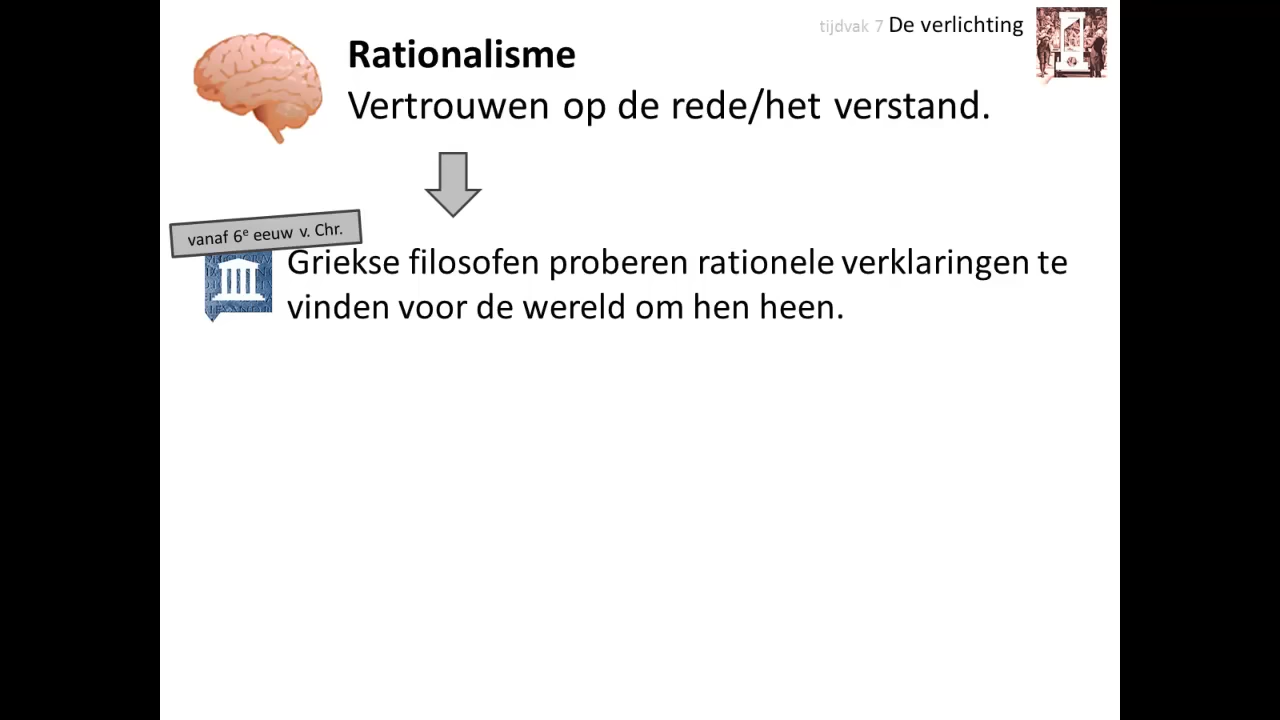 tijdvak 7 De verlichting
Rationalisme
Vertrouwen op de rede/het verstand.
vanaf 6e eeuw v. Chr.
Griekse filosofen proberen rationele verklaringen te
vinden voor de wereld om hen heen.